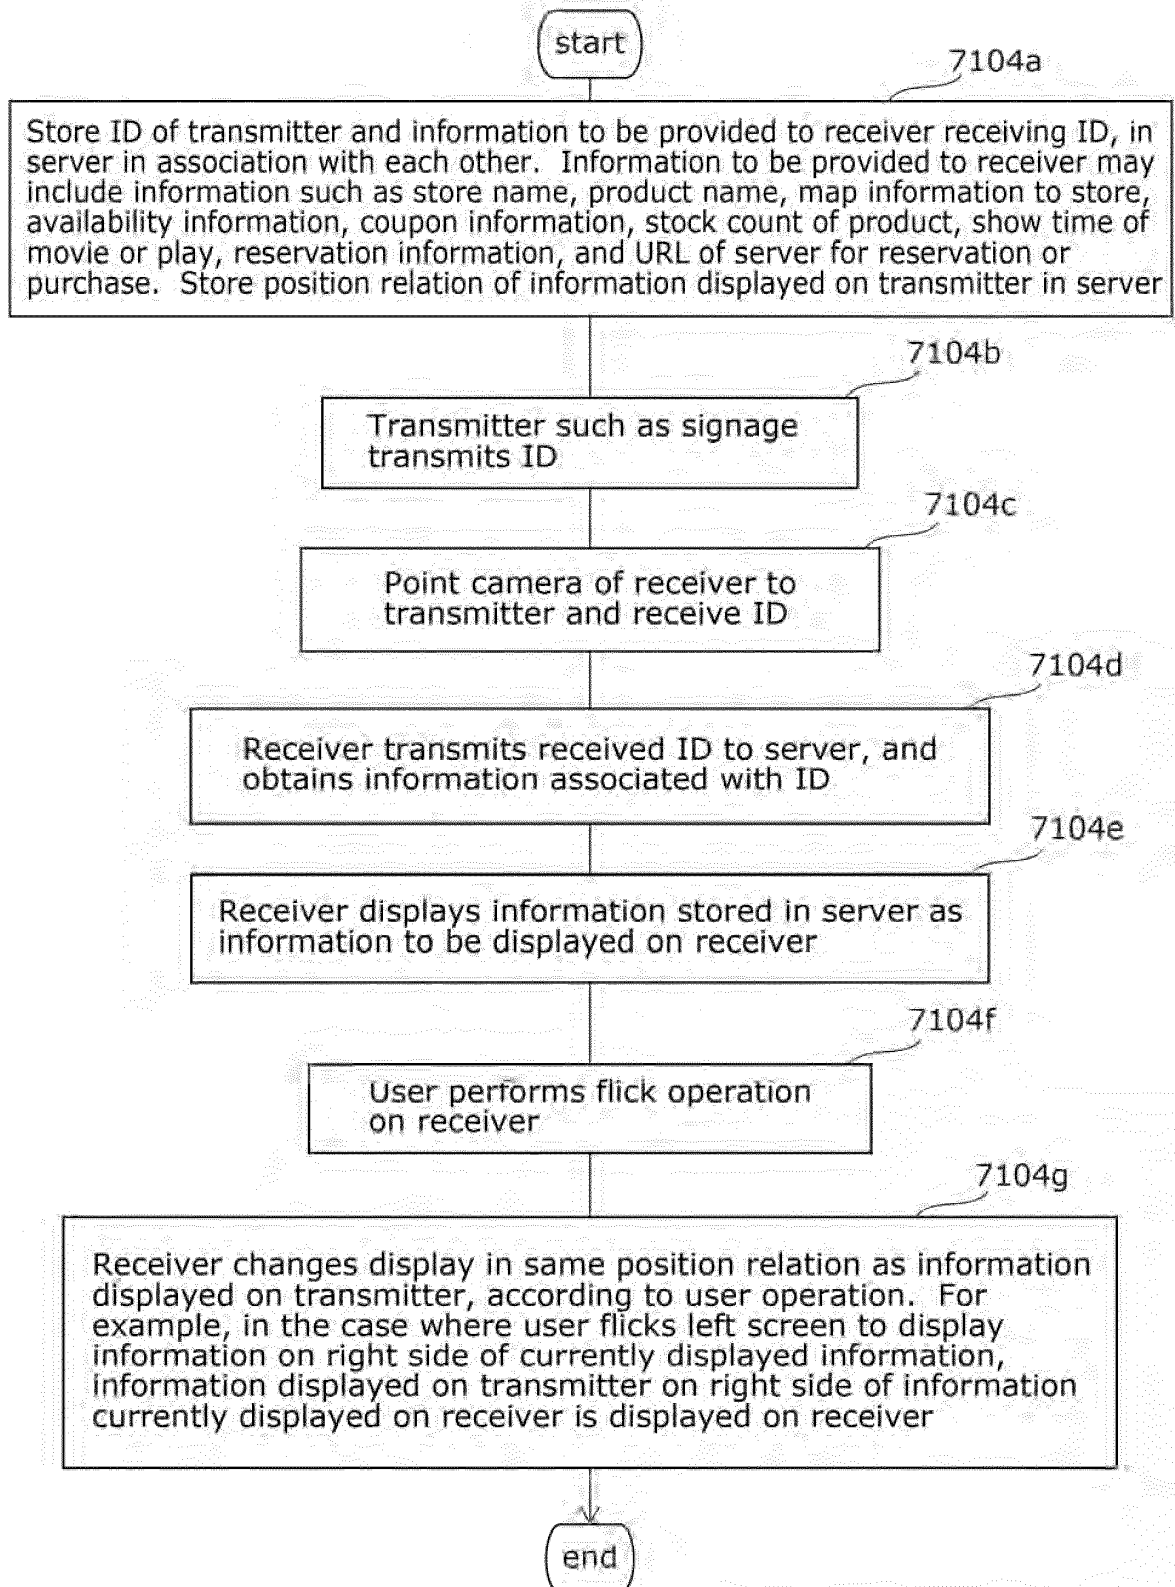 start
7104a
Store ID of transmitter and information to be provided to receiver receiving ID, in
server in association with each other.  Information to be provided to receiver may
include information such as store name, product name, map information to store,
availability information, coupon information, stock count of product, show time of
movie or play, reservation information, and URL of server for reservation or
purchase.  Store position relation of information displayed on transmitter in server
7104b
Transmitter such as signage
transmits ID
7104c
Point camera of receiver to
transmitter and receive ID
7104d
Receiver transmits received ID to server, and
obtains information associated with ID
7104e
Receiver displays information stored in server as
information to be displayed on receiver
7104f
User performs flick operation
on receiver
7104g
Receiver changes display in same position relation as information
displayed on transmitter, according to user operation.  For
example, in the case where user flicks left screen to display
information on right side of currently displayed information,
information displayed on transmitter on right side of information
currently displayed on receiver is displayed on receiver
end